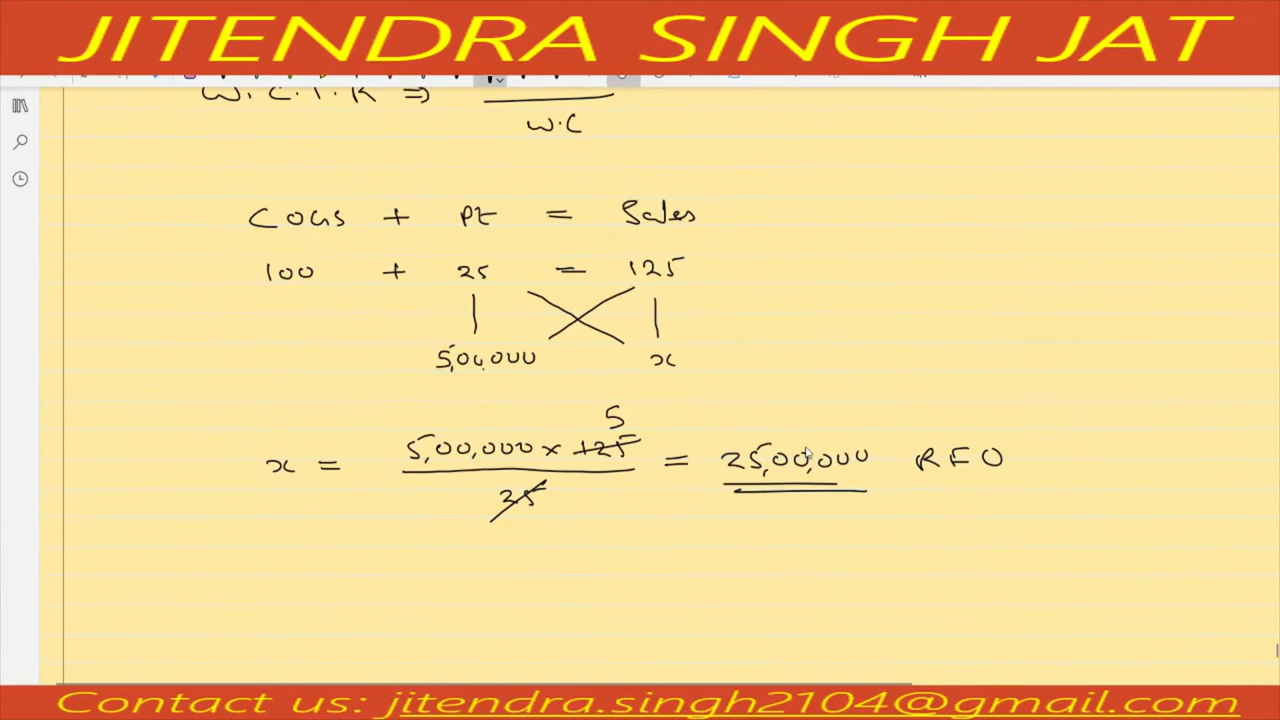 JITENDRA SINGH JAT
W.C.T.R ⇒
W.C
COGS + Pt = Sales
100 + 25 = 125
5,00,000 x
5
x = 5,00,000 × 125 = 25,00,000 RFO
25
Contact us: jitendra.singh2104@gmail.com